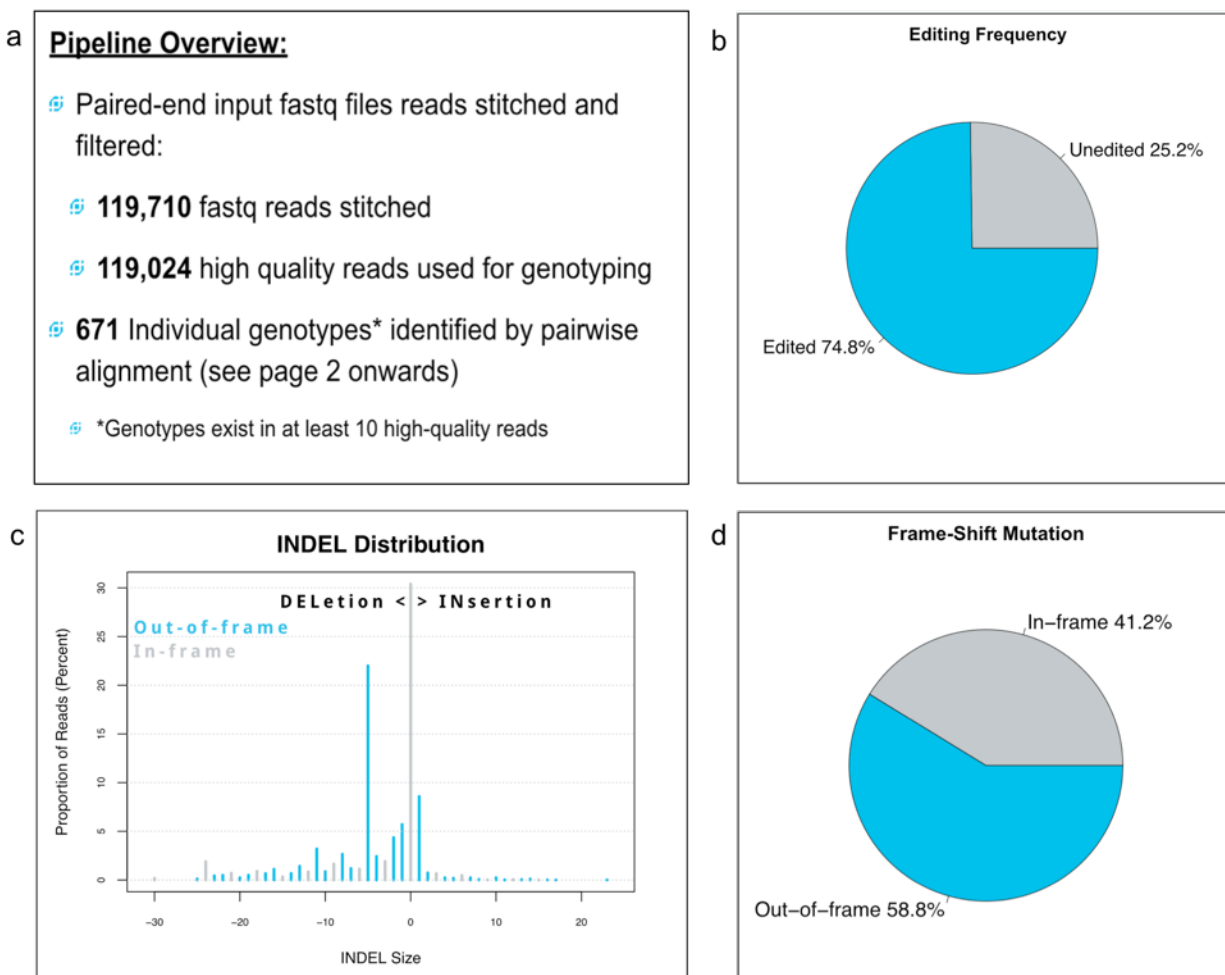 a
Pipeline Overview:
Paired-end input fastq files reads stitched and
filtered:
119,710 fastq reads stitched
119,024 high quality reads used for genotyping
671 Individual genotypes* identified by pairwise
alignment (see page 2 onwards)
*Genotypes exist in at least 10 high-quality reads
b
Editing Frequency
Unedited 25.2%
Edited 74.8%
c
INDEL Distribution
DELetion < > INsertion
Out-of-frame
In-frame
Proportion of Reads (Percent)
30
25
20
15
10
5
0
−30
−20
−10
0
10
20
INDEL Size
d
Frame-Shift Mutation
In−frame 41.2%
Out−of−frame 58.8%